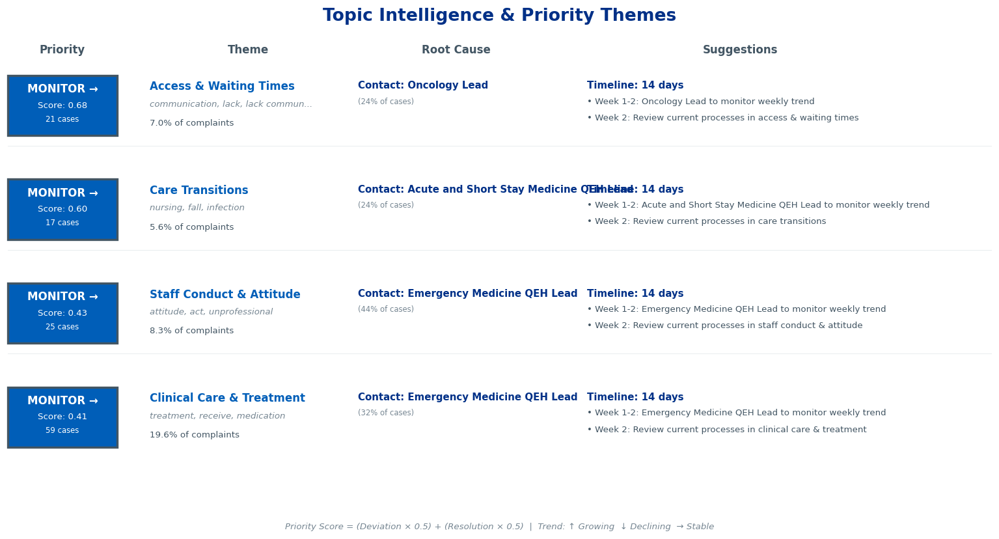 Topic Intelligence & Priority Themes
Priority
Theme
Root Cause
Suggestions
MONITOR →
Score: 0.68
21 cases
Access & Waiting Times
communication, lack, lack commun...
7.0% of complaints
Contact: Oncology Lead
(24% of cases)
Timeline: 14 days
• Week 1-2: Oncology Lead to monitor weekly trend
• Week 2: Review current processes in access & waiting times
MONITOR →
Score: 0.60
17 cases
Care Transitions
nursing, fall, infection
5.6% of complaints
Contact: Acute and Short Stay Medicine QEH Lead
(24% of cases)
Timeline: 14 days
• Week 1-2: Acute and Short Stay Medicine QEH Lead to monitor weekly trend
• Week 2: Review current processes in care transitions
MONITOR →
Score: 0.43
25 cases
Staff Conduct & Attitude
attitude, act, unprofessional
8.3% of complaints
Contact: Emergency Medicine QEH Lead
(44% of cases)
Timeline: 14 days
• Week 1-2: Emergency Medicine QEH Lead to monitor weekly trend
• Week 2: Review current processes in staff conduct & attitude
MONITOR →
Score: 0.41
59 cases
Clinical Care & Treatment
treatment, receive, medication
19.6% of complaints
Contact: Emergency Medicine QEH Lead
(32% of cases)
Timeline: 14 days
• Week 1-2: Emergency Medicine QEH Lead to monitor weekly trend
• Week 2: Review current processes in clinical care & treatment
Priority Score = (Deviation × 0.5) + (Resolution × 0.5) | Trend: ↑ Growing ↓ Declining → Stable